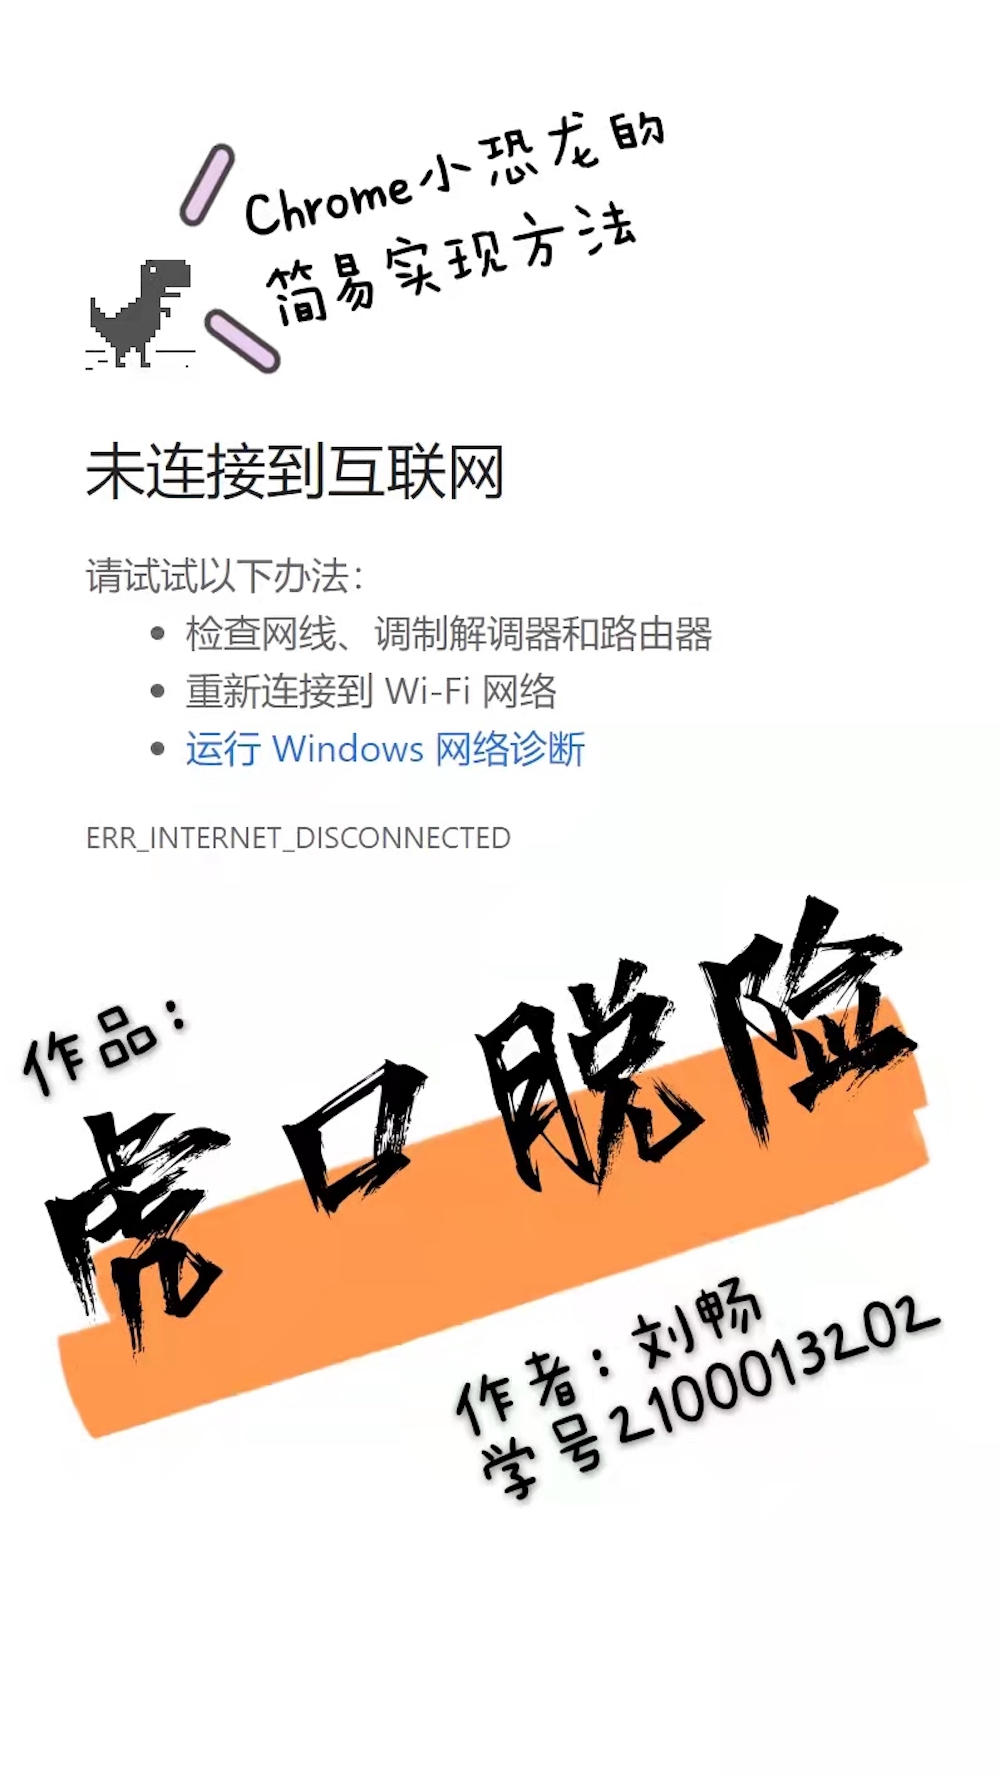 Chrome小恐龙的
简易实现方法
未连接到互联网
请试试以下办法：
检查网线、调制解调器和路由器
重新连接到 Wi-Fi 网络
运行 Windows 网络诊断
ERR_INTERNET_DISCONNECTED
作品：
虎口脱险
作者：刘畅
学号2100013202